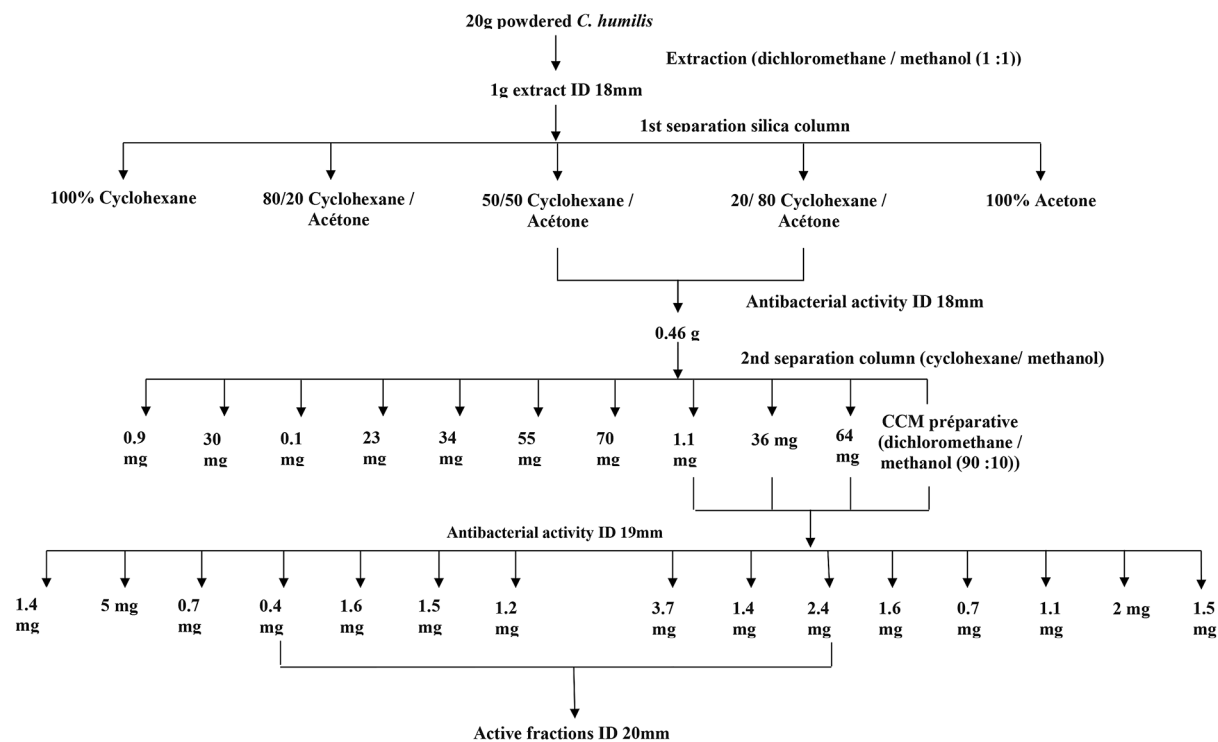 20g powdered C. humilis
Extraction (dichloromethane / methanol (1 :1))
1g extract ID 18mm
1st separation silica column
100% Cyclohexane
80/20 Cyclohexane /
Acétone
50/50 Cyclohexane /
Acétone
20/ 80 Cyclohexane /
Acétone
100% Acetone
Antibacterial activity ID 18mm
0.46 g
2nd separation column (cyclohexane/ methanol)
0.9
mg
30
mg
0.1
mg
23
mg
34
mg
55
mg
70
mg
1.1
mg
36 mg
64
mg
CCM préparative
(dichloromethane /
methanol (90 :10))
Antibacterial activity ID 19mm
1.4
mg
5 mg
0.7
mg
0.4
mg
1.6
mg
1.5
mg
1.2
mg
3.7
mg
1.4
mg
2.4
mg
1.6
mg
0.7
mg
1.1
mg
2 mg
1.5
mg
Active fractions ID 20mm